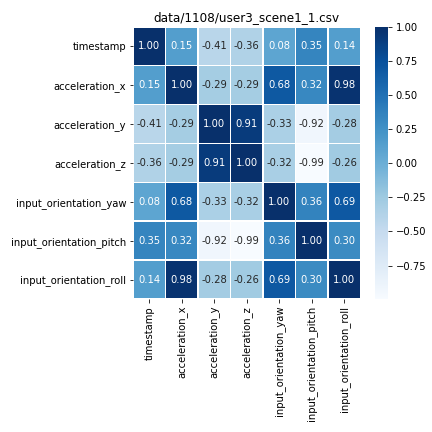 data/1108/user3_scene1_1.csv
timestamp 1.00 0.15 -0.41 -0.36 0.08 0.35 0.14
acceleration_x 0.15 1.00 -0.29 -0.29 0.68 0.32 0.98
acceleration_y -0.41 -0.29 1.00 0.91 -0.33 -0.92 -0.28
acceleration_z -0.36 -0.29 0.91 1.00 -0.32 -0.99 -0.26
input_orientation_yaw 0.08 0.68 -0.33 -0.32 1.00 0.36 0.69
input_orientation_pitch 0.35 0.32 -0.92 -0.99 0.36 1.00 0.30
input_orientation_roll 0.14 0.98 -0.28 -0.26 0.69 0.30 1.00
timestamp
acceleration_x
acceleration_y
acceleration_z
input_orientation_yaw
input_orientation_pitch
input_orientation_roll
1.00
0.75
0.50
0.25
0.00
−0.25
−0.50
−0.75